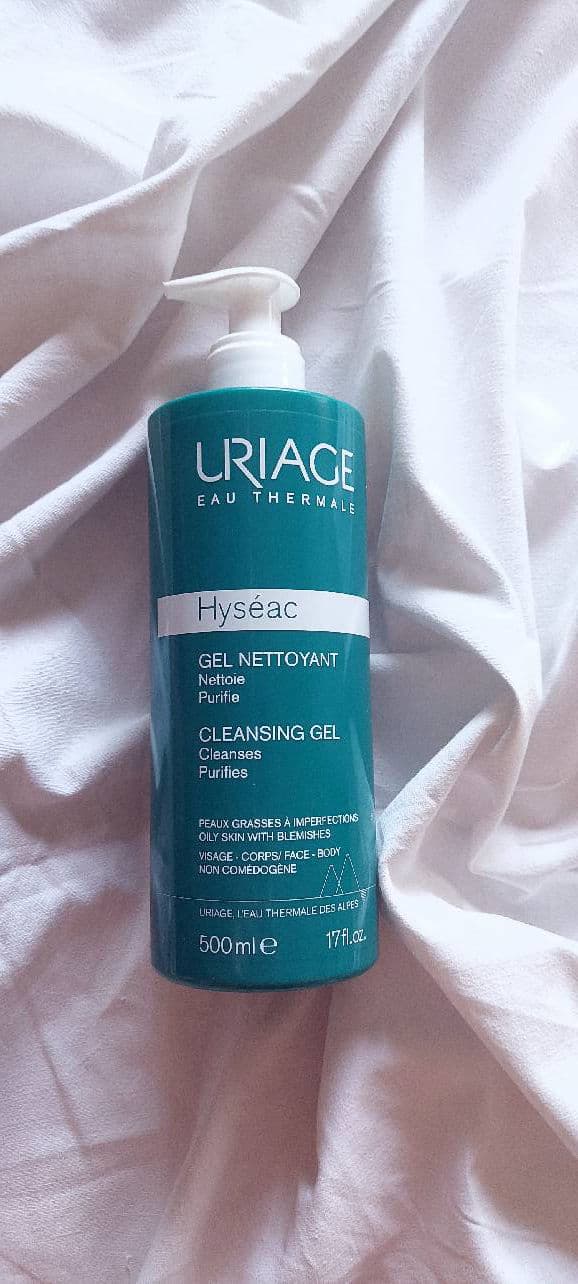 URIAGE
EAU THERMALE
Hyséac
GEL NETTOYANT
Nettoie
Purifie
CLEANSING GEL
Cleanses
Purifies
PEAUX GRASSES À IMPERFECTIONS
OILY SKIN WITH BLEMISHES
VISAGE - CORPS/ FACE - BODY
NON COMÉDOGÈNE
URIAGE, L'EAU THERMALE DES ALPES
500ml e 17fl.oz.